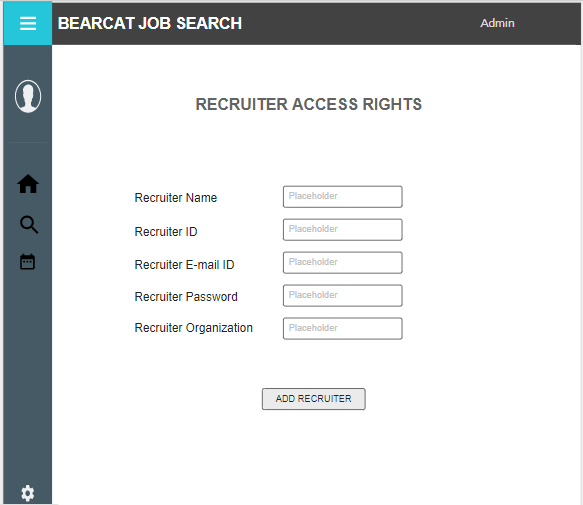 BEARCAT JOB SEARCH Admin
RECRUITER ACCESS RIGHTS
Recruiter Name Placeholder
Recruiter ID Placeholder
Recruiter E-mail ID Placeholder
Recruiter Password Placeholder
Recruiter Organization Placeholder
ADD RECRUITER